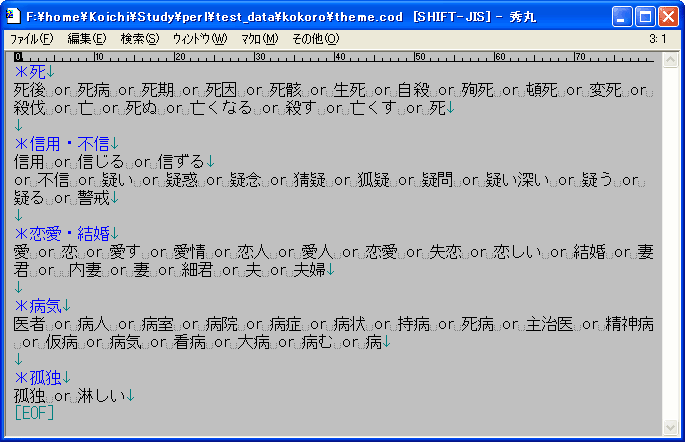 F:¥home¥Koichi¥Study¥perl¥test_data¥kokoro¥theme.cod [SHIFT-JIS] - 秀丸
ファイル(F) 編集(E) 検索(S) ウィンドウ(W) マクロ(M) その他(O) 3: 1
0 10 20 30 40 50 60 70
＊死↓
死後 or 死病 or 死期 or 死因 or 死骸 or 生死 or 自殺 or 殉死 or 頓死 or 変死 or
殺伐 or 亡 or 死ぬ or 亡くなる or 殺す or 亡くす or 死↓
↓
＊信用・不信↓
信用 or 信じる or 信ずる↓
or 不信 or 疑い or 疑惑 or 疑念 or 猜疑 or 狐疑 or 疑問 or 疑い深い or 疑う or
疑る or 警戒↓
↓
＊恋愛・結婚↓
愛 or 恋 or 愛す or 愛情 or 恋人 or 愛人 or 恋愛 or 失恋 or 恋しい or 結婚 or 妻
君 or  内妻 or 妻 or 細君 or 夫 or 夫婦↓
↓
＊病気↓
医者 or 病人 or 病室 or 病院 or 病症 or 病状 or 持病 or 死病 or 主治医 or 精神病
 or 仮病 or 病気 or 看病 or 大病 or 病む or 病↓
↓
＊孤独↓
孤独 or 淋しい↓
[EOF]